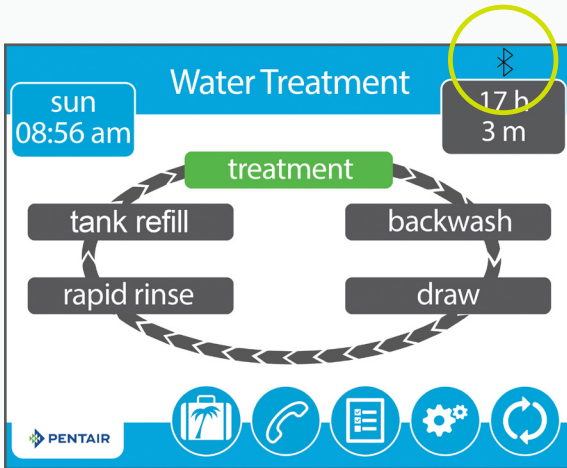 Water Treatment
sun
08:56 am
17 h
3 m
treatment
tank refill
backwash
rapid rinse
draw
PENTAIR